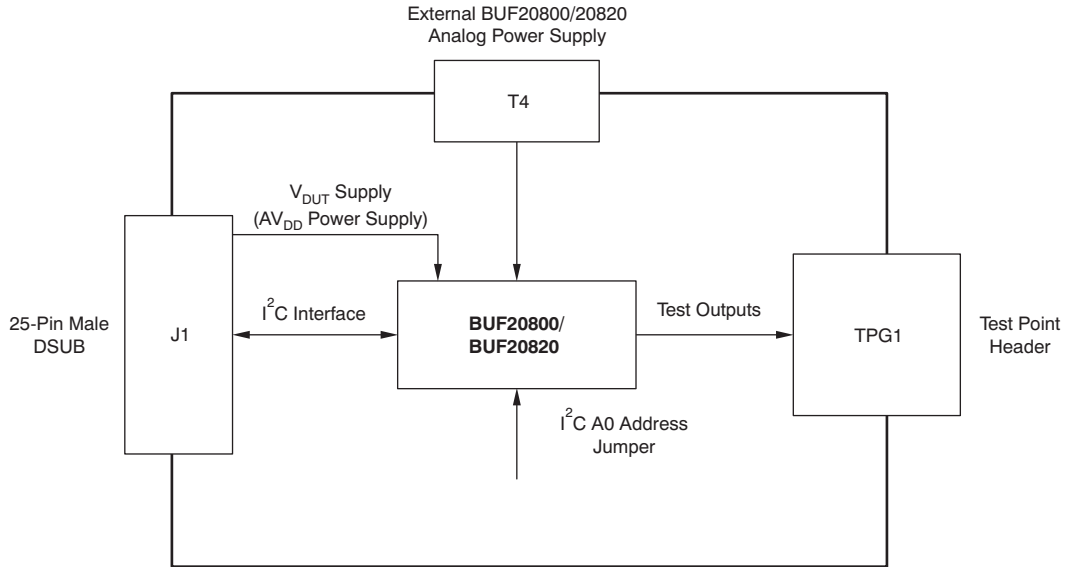 External BUF20800/20820
Analog Power Supply
T4
V_DUT Supply
(AV_DD Power Supply)
25-Pin Male
DSUB
J1
I²C Interface
BUF20800/
BUF20820
Test Outputs
TPG1
Test Point
Header
I²C A0 Address
Jumper